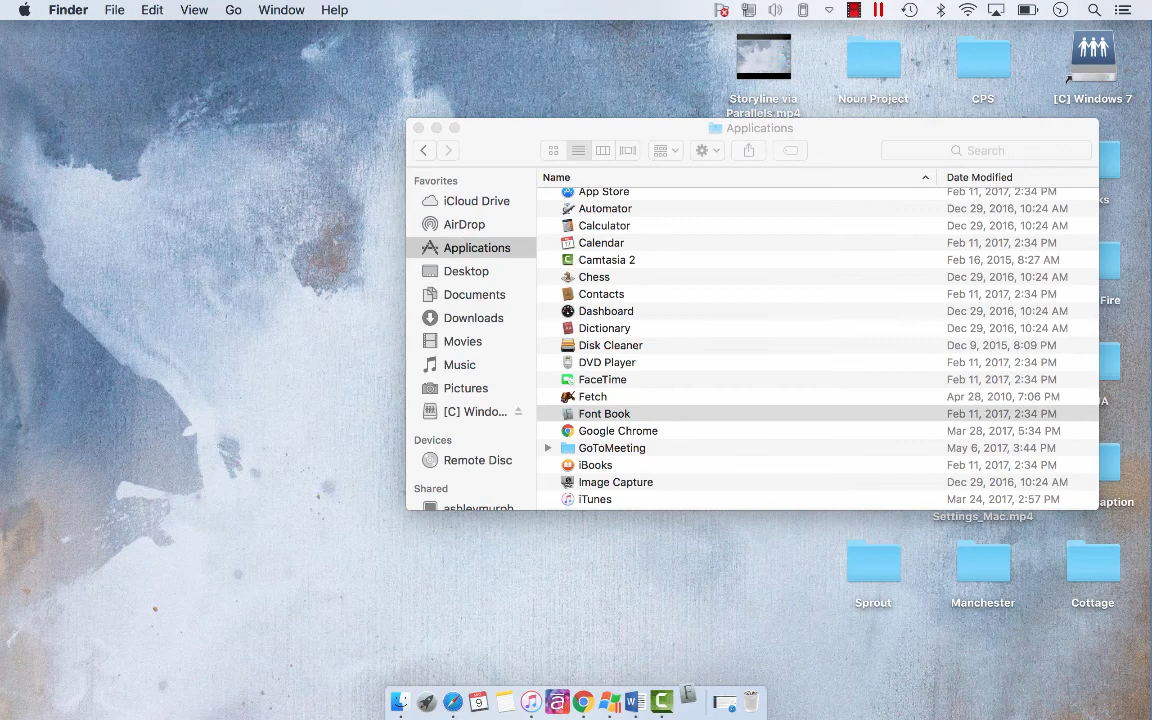 Finder File Edit View Go Window Help
Storyline via
Parallels.mp4
Noun Project
CPS
[C] Windows 7
Applications
Search
Favorites
iCloud Drive
AirDrop
Applications
Desktop
Documents
Downloads
Movies
Music
Pictures
[C] Windo...
Devices
Remote Disc
Shared
ashleymurph
Name Date Modified
App Store Feb 11, 2017, 2:34 PM
Automator Dec 29, 2016, 10:24 AM
Calculator Dec 29, 2016, 10:24 AM
Calendar Feb 11, 2017, 2:34 PM
Camtasia 2 Feb 16, 2015, 8:27 AM
Chess Dec 29, 2016, 10:24 AM
Contacts Feb 11, 2017, 2:34 PM
Dashboard Dec 29, 2016, 10:24 AM
Dictionary Dec 29, 2016, 10:24 AM
Disk Cleaner Dec 9, 2015, 8:09 PM
DVD Player Feb 11, 2017, 2:34 PM
FaceTime Feb 11, 2017, 2:34 PM
Fetch Apr 28, 2010, 7:06 PM
Font Book Feb 11, 2017, 2:34 PM
Google Chrome Mar 28, 2017, 5:34 PM
GoToMeeting May 6, 2017, 3:44 PM
iBooks Feb 11, 2017, 2:34 PM
Image Capture Dec 29, 2016, 10:24 AM
iTunes Mar 24, 2017, 2:57 PM
ks
Fire
A
aption
Settings_Mac.mp4
Sprout
Manchester
Cottage
9